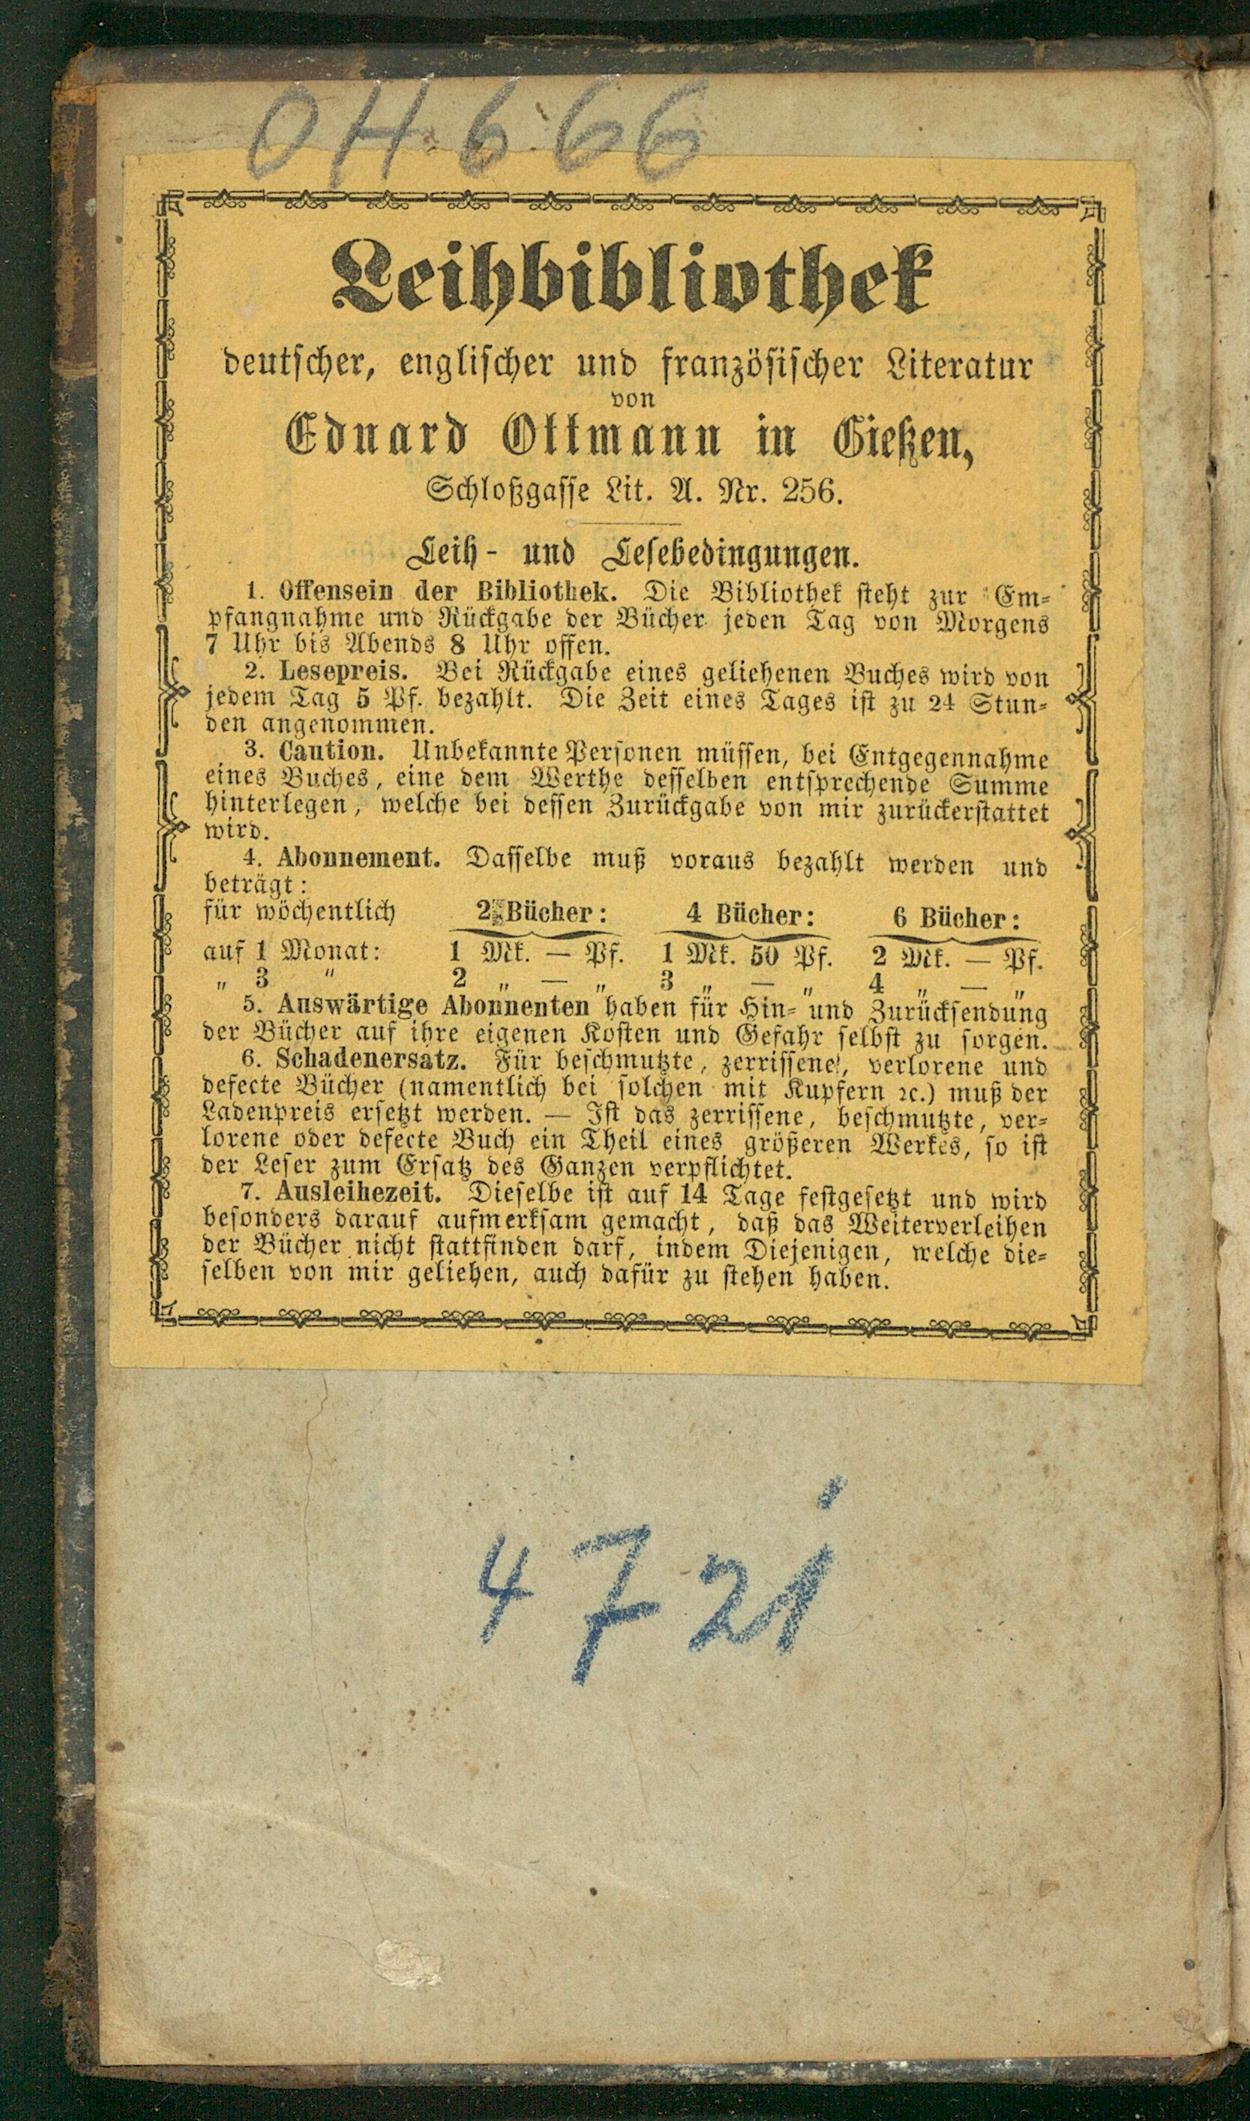 OH 666
Leihbibliothek
deutscher, englischer und französischer Literatur
von
Eduard Ottmann in Gießen,
Schloßgasse Lit. A. Nr. 256.
Leih- und Lesebedingungen.
1. Offensein der Bibliothek. Die Bibliothek steht zur Em-
pfangnahme und Rückgabe der Bücher jeden Tag von Morgens
7 Uhr bis Abends 8 Uhr offen.
2. Lesepreis. Bei Rückgabe eines geliehenen Buches wird von
jedem Tag 5 Pf. bezahlt. Die Zeit eines Tages ist zu 24 Stun-
den angenommen.
3. Caution. Unbekannte Personen müssen, bei Entgegennahme
eines Buches, eine dem Werthe desselben entsprechende Summe
hinterlegen, welche bei dessen Zurückgabe von mir zurückerstattet
wird.
4. Abonnement. Dasselbe muß voraus bezahlt werden und
beträgt:
für wöchentlich 2 Bücher: 4 Bücher: 6 Bücher:
auf 1 Monat: 1 Mk. — Pf. 1 Mk. 50 Pf. 2 Mk. — Pf.
„ 3 „ 2 „ — „ 3 „ — „ 4 „ — „
5. Auswärtige Abonnenten haben für Hin- und Zurücksendung
der Bücher auf ihre eigenen Kosten und Gefahr selbst zu sorgen.
6. Schadenersatz. Für beschmutzte, zerrissene, verlorene und
defecte Bücher (namentlich bei solchen mit Kupfern ꝛc.) muß der
Ladenpreis ersetzt werden. — Ist das zerrissene, beschmutzte, ver-
lorene oder defecte Buch ein Theil eines größeren Werkes, so ist
der Leser zum Ersatz des Ganzen verpflichtet.
7. Ausleihezeit. Dieselbe ist auf 14 Tage festgesetzt und wird
besonders darauf aufmerksam gemacht, daß das Weiterverleihen
der Bücher nicht stattfinden darf, indem Diejenigen, welche die-
selben von mir geliehen, auch dafür zu stehen haben.
4721